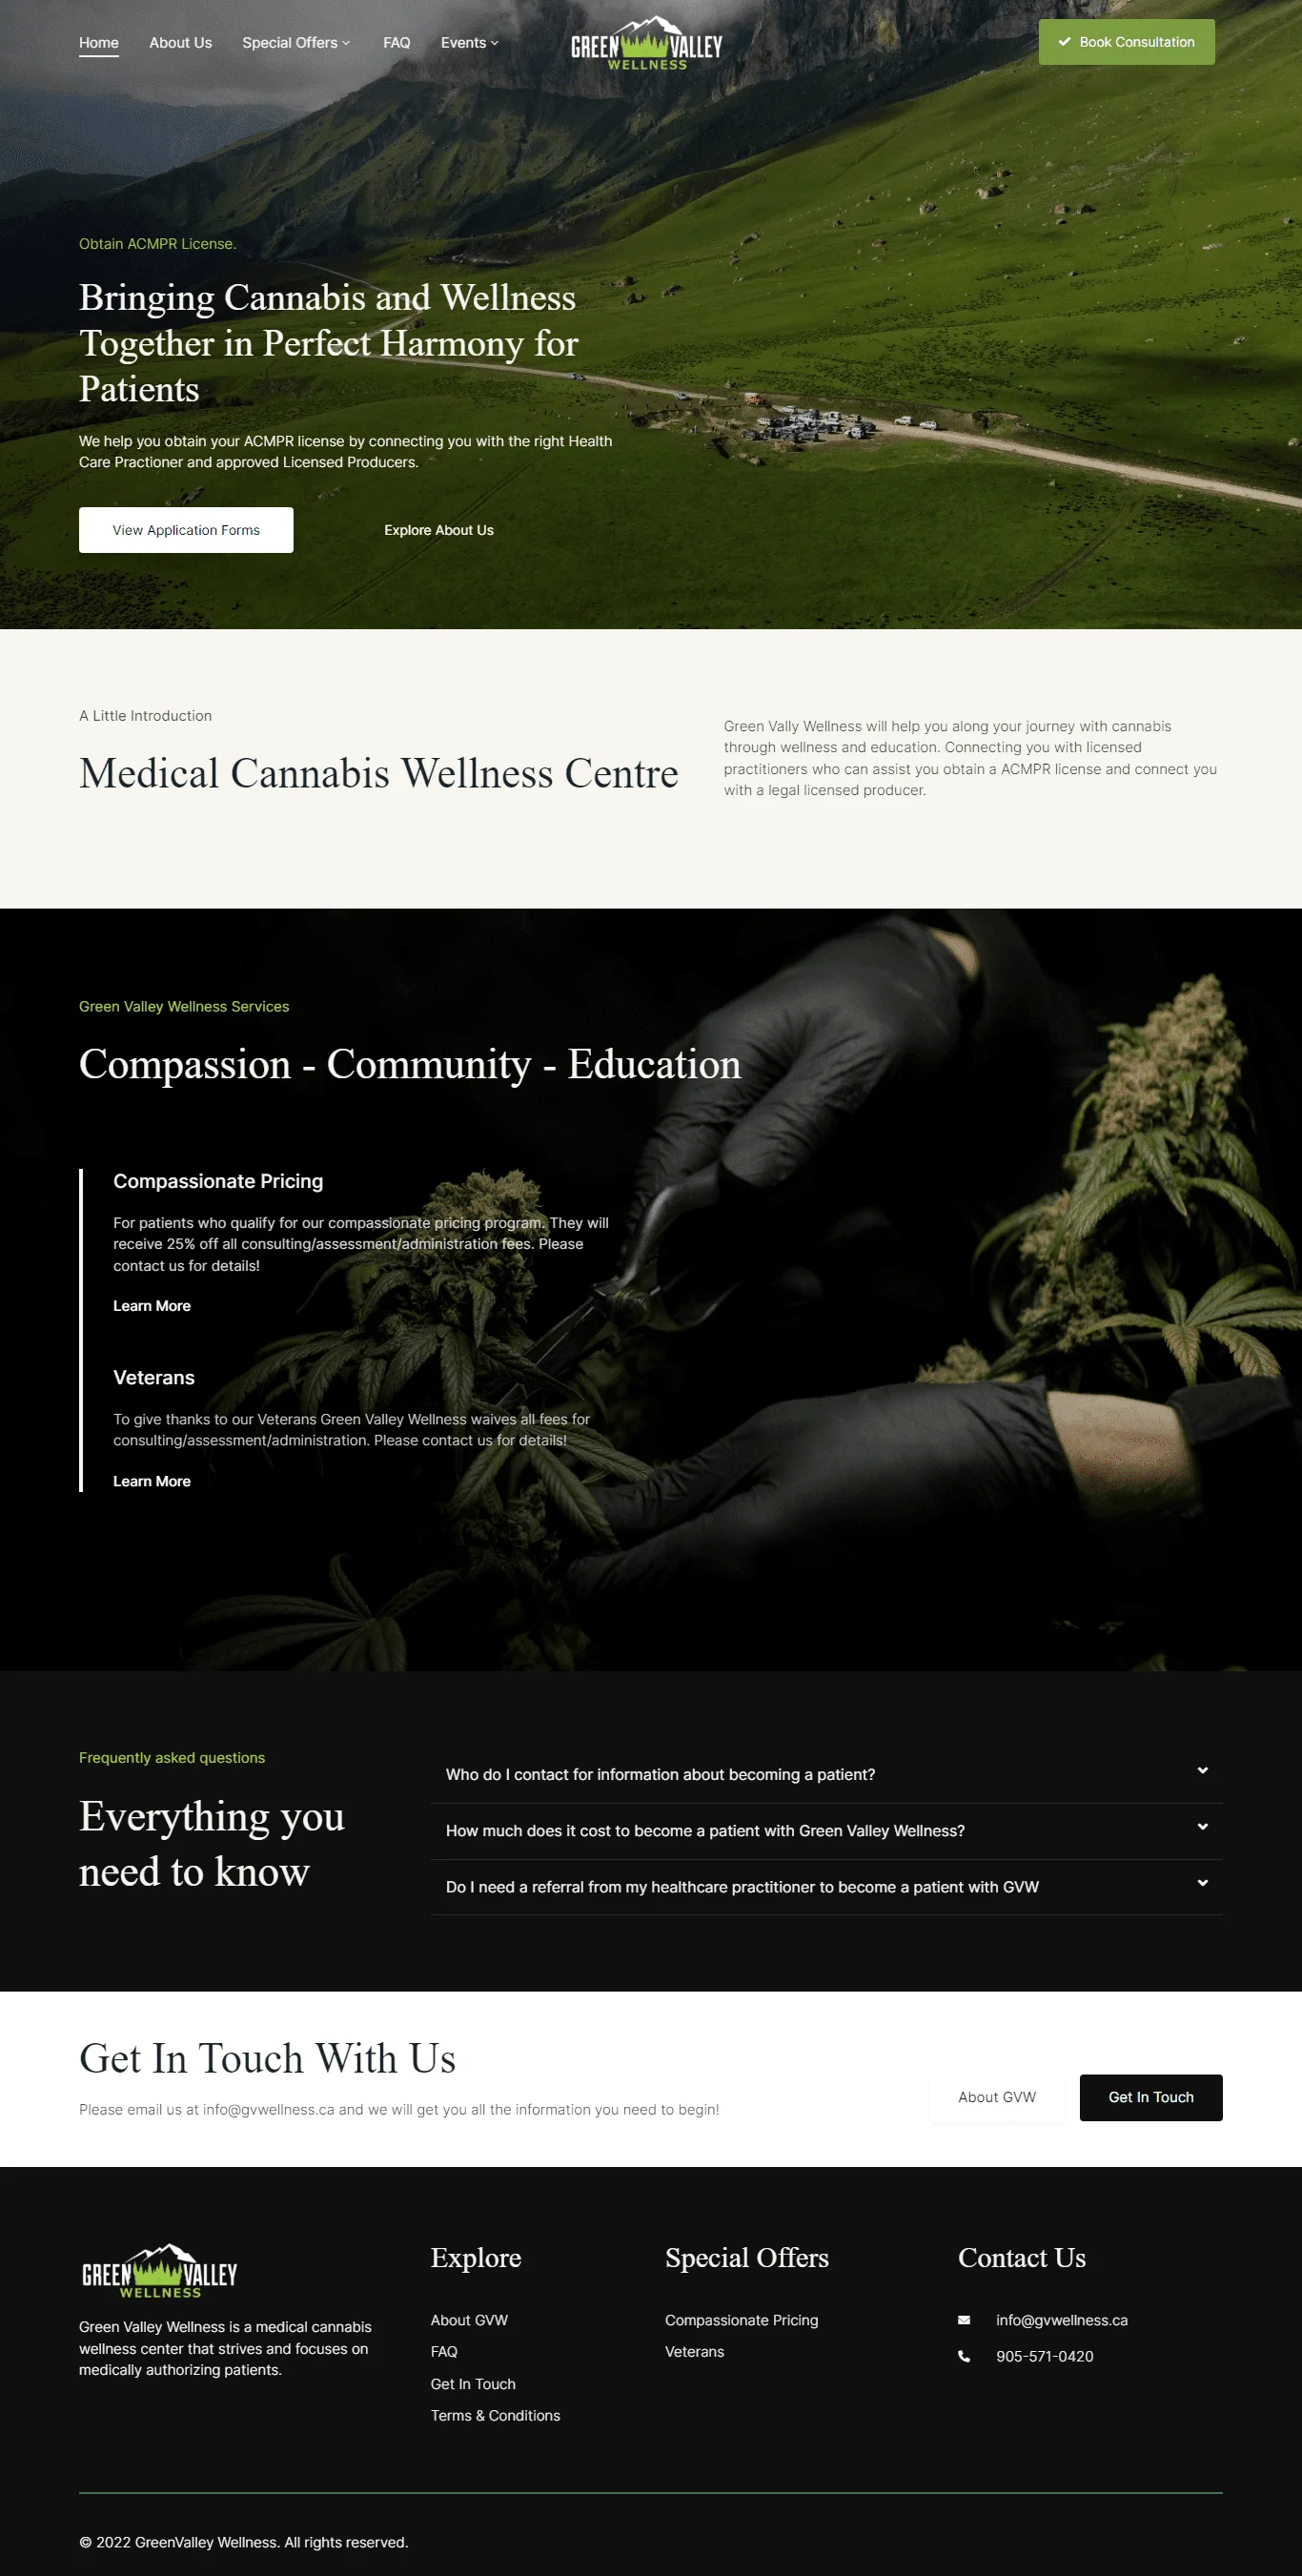 Home
About Us
Special Offers
FAQ
Events
GREEN VALLEY
WELLNESS
Book Consultation
Obtain ACMPR License.
Bringing Cannabis and Wellness
Together in Perfect Harmony for
Patients
We help you obtain your ACMPR license by connecting you with the right Health
Care Practioner and approved Licensed Producers.
View Application Forms
Explore About Us
A Little Introduction
Medical Cannabis Wellness Centre
Green Vally Wellness will help you along your journey with cannabis
through wellness and education. Connecting you with licensed
practitioners who can assist you obtain a ACMPR license and connect you
with a legal licensed producer.
Green Valley Wellness Services
Compassion - Community - Education
Compassionate Pricing
For patients who qualify for our compassionate pricing program. They will
receive 25% off all consulting/assessment/administration fees. Please
contact us for details!
Learn More
Veterans
To give thanks to our Veterans Green Valley Wellness waives all fees for
consulting/assessment/administration. Please contact us for details!
Learn More
Frequently asked questions
Everything you
need to know
Who do I contact for information about becoming a patient?
How much does it cost to become a patient with Green Valley Wellness?
Do I need a referral from my healthcare practitioner to become a patient with GVW
Get In Touch With Us
Please email us at info@gvwellness.ca and we will get you all the information you need to begin!
About GVW
Get In Touch
GREEN VALLEY
WELLNESS
Green Valley Wellness is a medical cannabis
wellness center that strives and focuses on
medically authorizing patients.
Explore
About GVW
FAQ
Get In Touch
Terms & Conditions
Special Offers
Compassionate Pricing
Veterans
Contact Us
info@gvwellness.ca
905-571-0420
© 2022 GreenValley Wellness. All rights reserved.